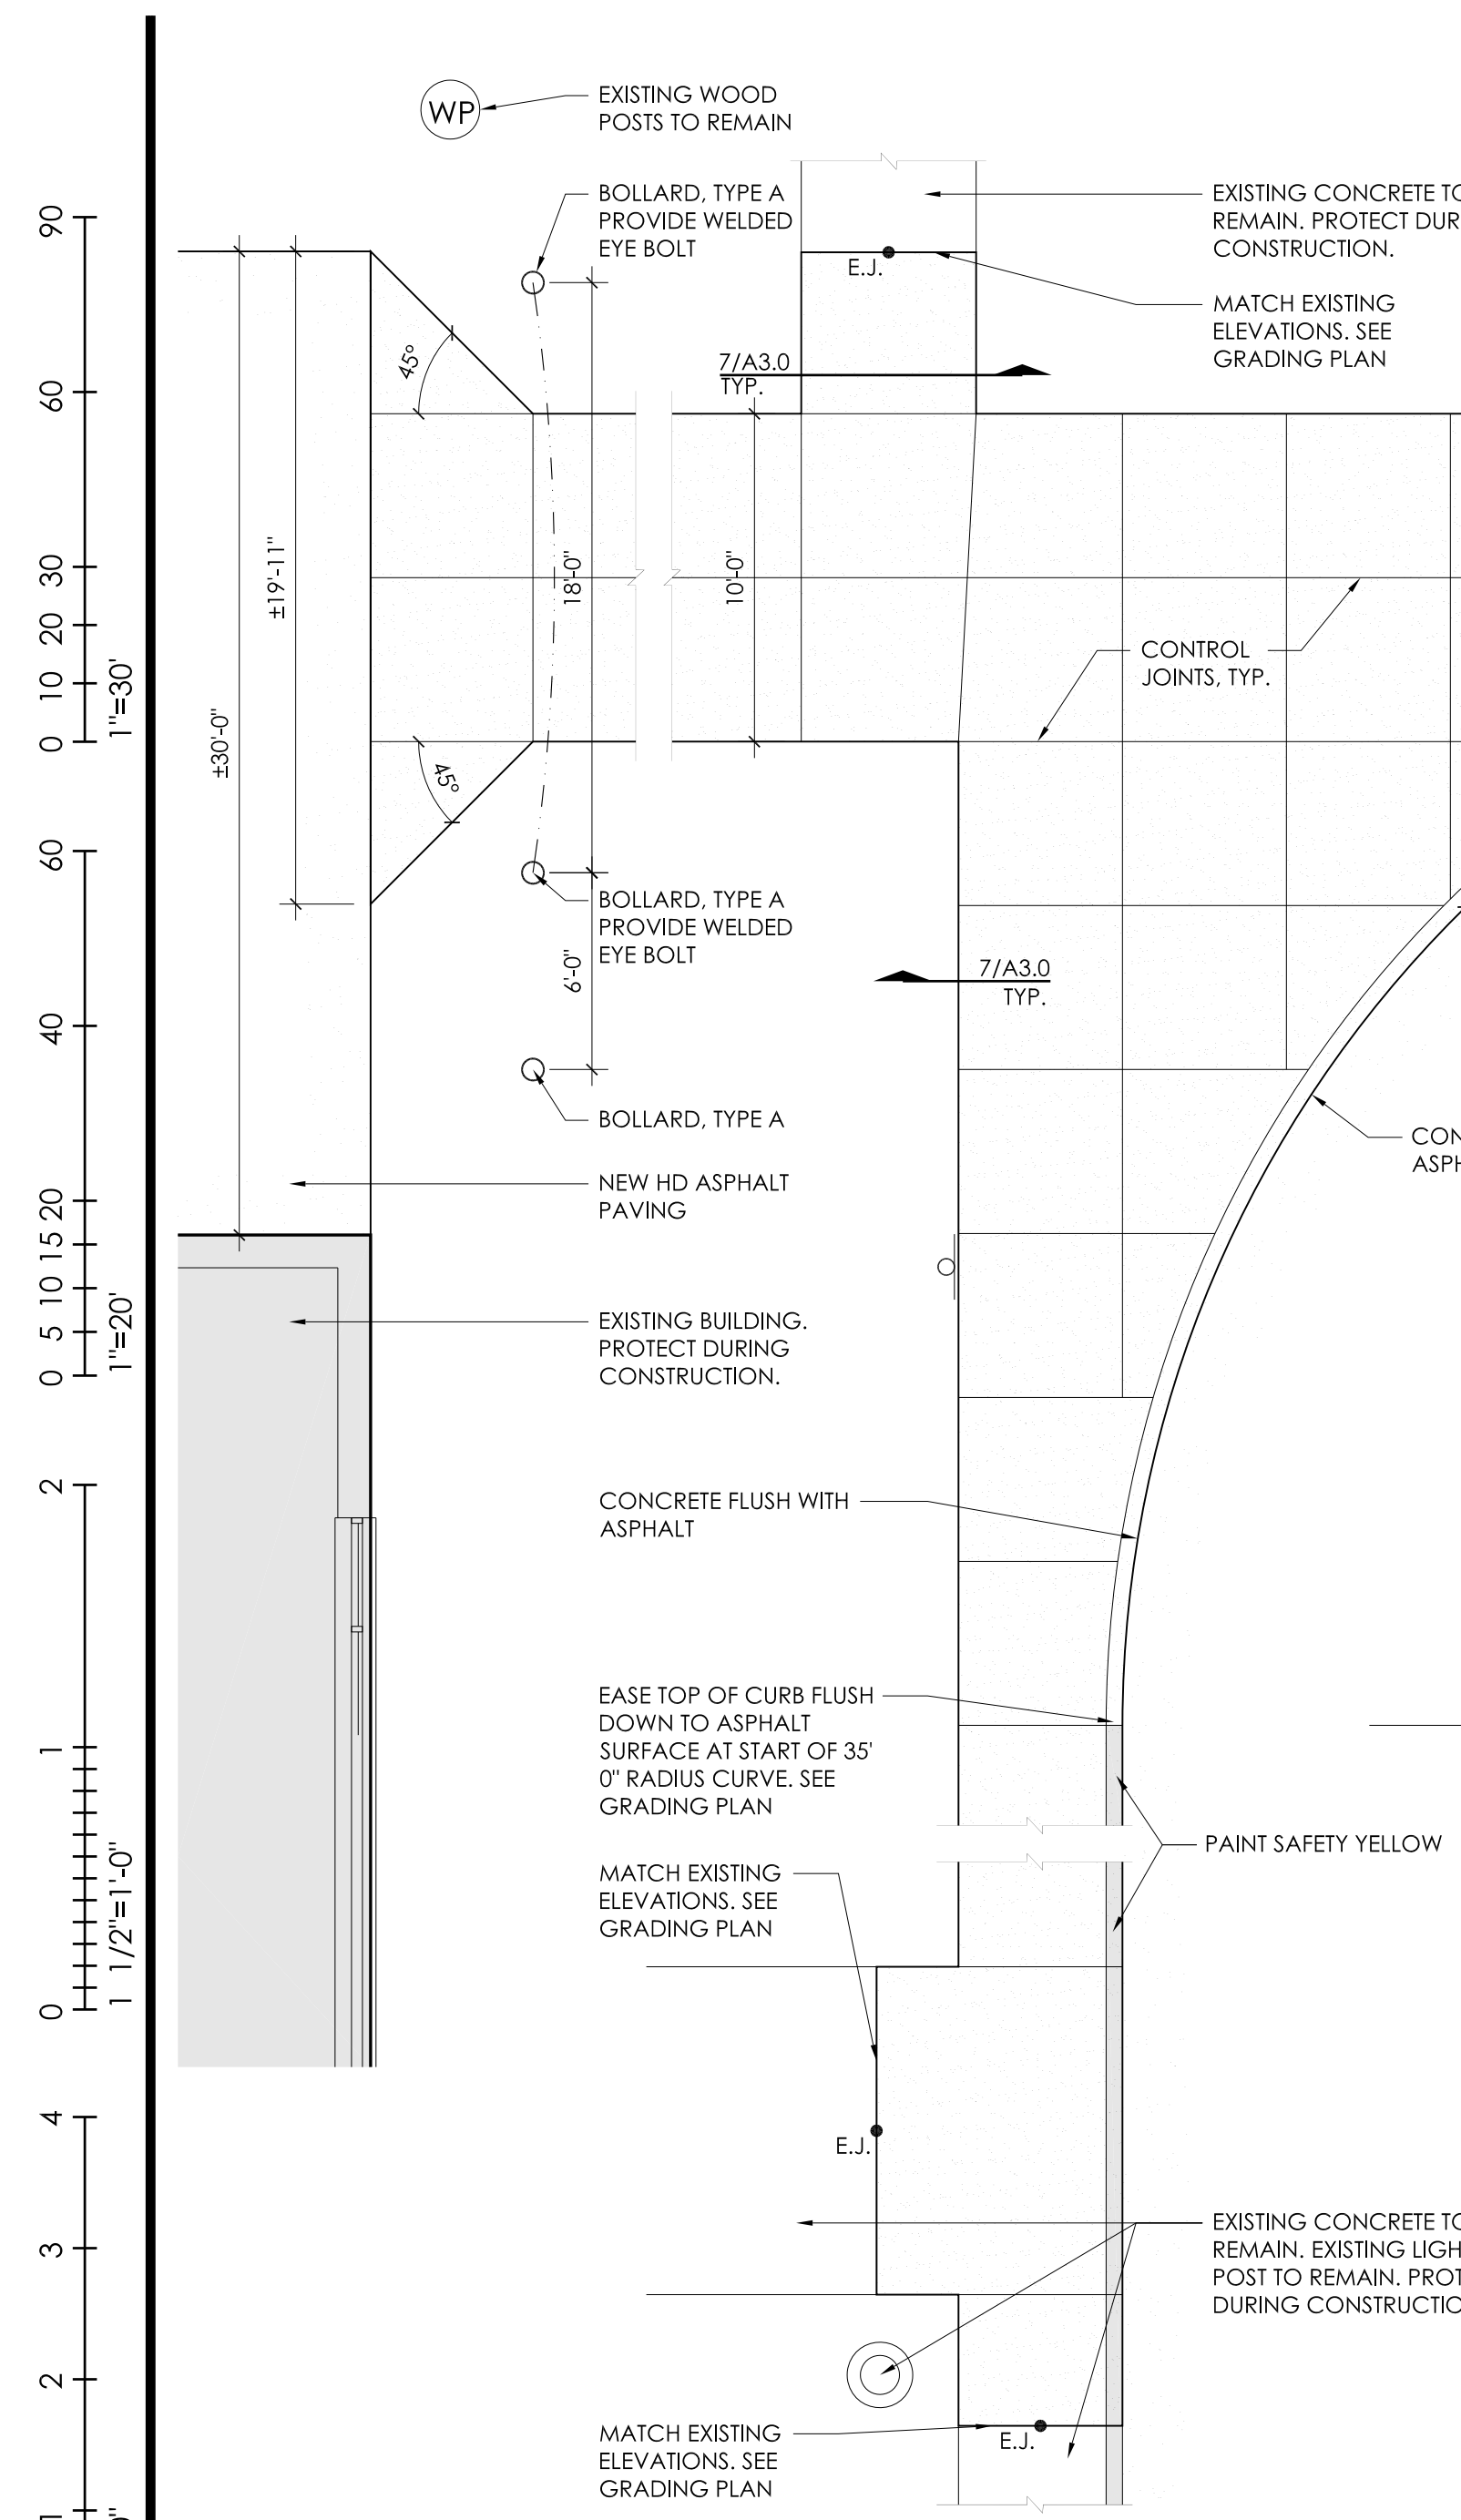 WP
EXISTING WOOD
POSTS TO REMAIN
BOLLARD, TYPE A
PROVIDE WELDED
EYE BOLT
EXISTING CONCRETE TO
REMAIN. PROTECT DUR
CONSTRUCTION.
E.J.
MATCH EXISTING
ELEVATIONS. SEE
GRADING PLAN
7/A3.0
TYP.
45°
±19'-11"
18'-0"
10'-0"
CONTROL
JOINTS, TYP.
±30'-0"
45°
BOLLARD, TYPE A
PROVIDE WELDED
EYE BOLT
6'-0"
7/A3.0
TYP.
BOLLARD, TYPE A
CON
ASPH
NEW HD ASPHALT
PAVING
EXISTING BUILDING.
PROTECT DURING
CONSTRUCTION.
CONCRETE FLUSH WITH
ASPHALT
EASE TOP OF CURB FLUSH
DOWN TO ASPHALT
SURFACE AT START OF 35'
0" RADIUS CURVE. SEE
GRADING PLAN
PAINT SAFETY YELLOW
MATCH EXISTING
ELEVATIONS. SEE
GRADING PLAN
E.J.
EXISTING CONCRETE TO
REMAIN. EXISTING LIGH
POST TO REMAIN. PROT
DURING CONSTRUCTIO
MATCH EXISTING
ELEVATIONS. SEE
GRADING PLAN
E.J.
90
60
30
20
10
0
1"=30'
60
40
20
15
10
5
0
1"=20'
2
1
0
1 1/2"=1'-0"
4
3
2
1